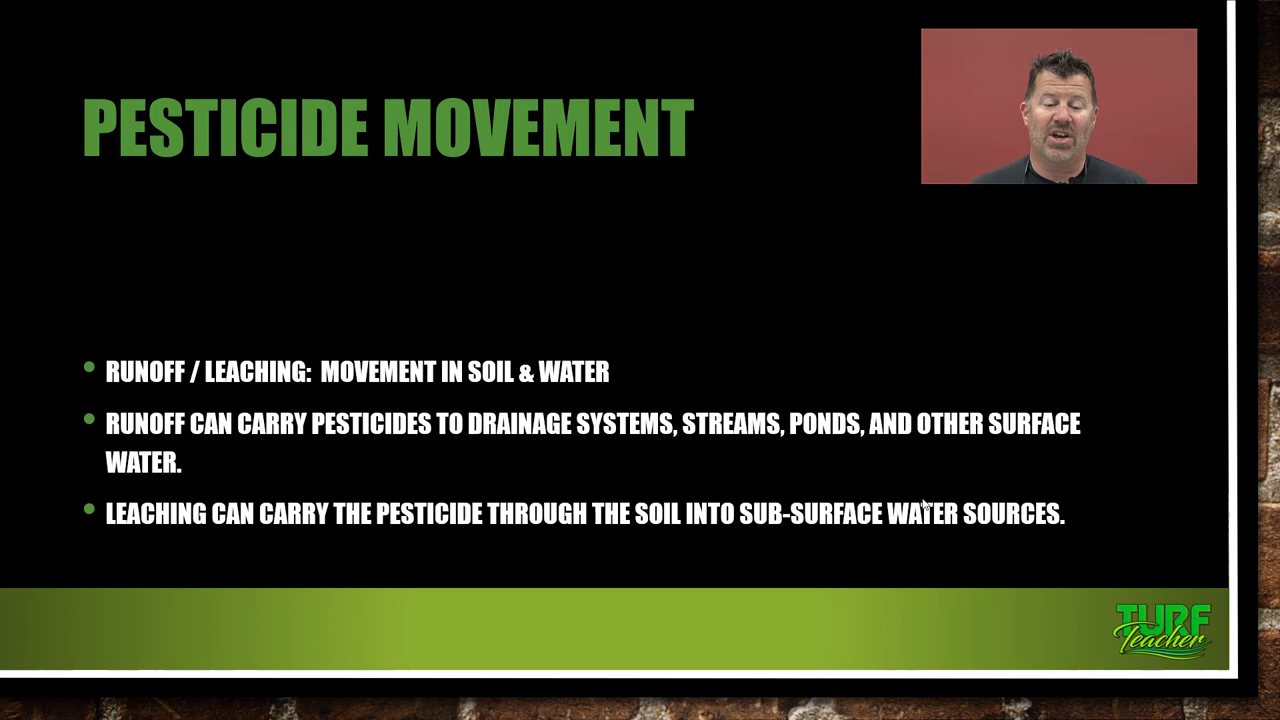 PESTICIDE MOVEMENT
RUNOFF / LEACHING: MOVEMENT IN SOIL & WATER
RUNOFF CAN CARRY PESTICIDES TO DRAINAGE SYSTEMS, STREAMS, PONDS, AND OTHER SURFACE
WATER.
LEACHING CAN CARRY THE PESTICIDE THROUGH THE SOIL INTO SUB-SURFACE WATER SOURCES.
TURF
Teacher